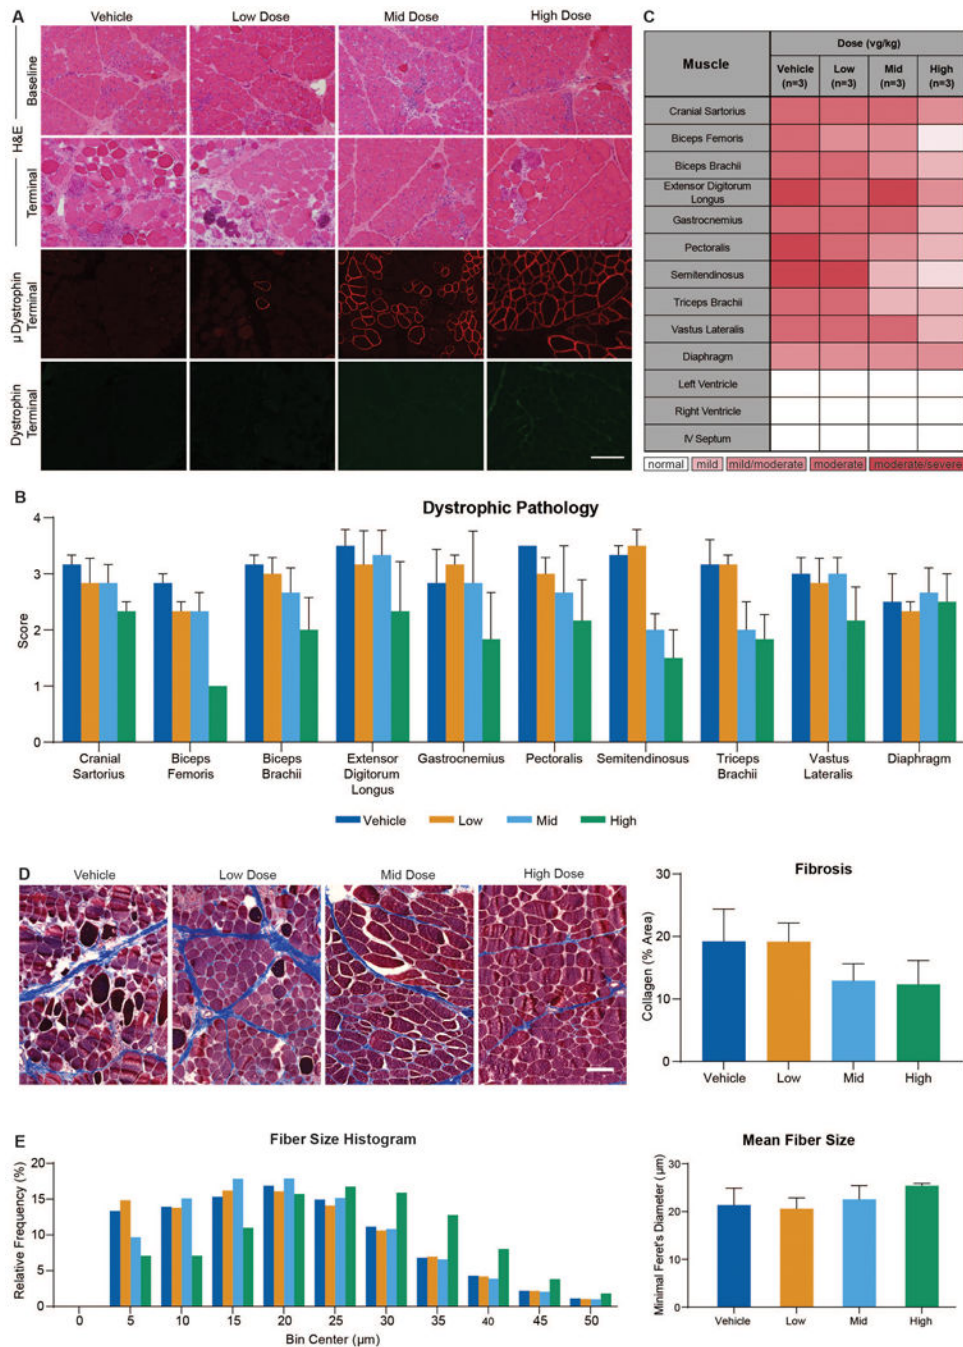 A
Vehicle Low Dose Mid Dose High Dose
H&E
Baseline
Terminal
µDystrophin
Terminal
Dystrophin
Terminal
C
Muscle
Dose (vg/kg)
Vehicle Low Mid High
(n=3) (n=3) (n=3) (n=3)
Cranial Sartorius
Biceps Femoris
Biceps Brachii
Extensor Digitorum
Longus
Gastrocnemius
Pectoralis
Semitendinosus
Triceps Brachii
Vastus Lateralis
Diaphragm
Left Ventricle
Right Ventricle
IV Septum
normal mild mild/moderate moderate moderate/severe
B
Dystrophic Pathology
Score
4
3
2
1
0
Cranial
Sartorius
Biceps
Femoris
Biceps
Brachii
Extensor
Digitorum
Longus
Gastrocnemius
Pectoralis
Semitendinosus
Triceps
Brachii
Vastus
Lateralis
Diaphragm
Vehicle Low Mid High
D
Vehicle Low Dose Mid Dose High Dose
Fibrosis
Collagen (% Area)
30
20
10
0
Vehicle Low Mid High
E
Fiber Size Histogram
Relative Frequency (%)
20
15
10
5
0
0 5 10 15 20 25 30 35 40 45 50
Bin Center (µm)
Mean Fiber Size
Minimal Feret's Diameter (µm)
30
20
10
0
Vehicle Low Mid High